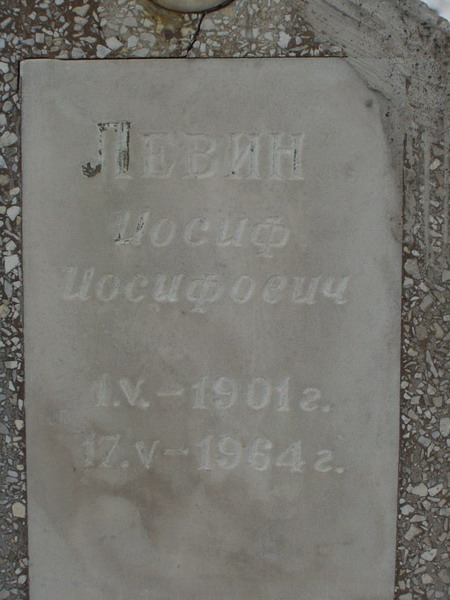 ЛЕВИН
Иосиф
Иосифович
1.V.-1901г.
17.V-1964г.